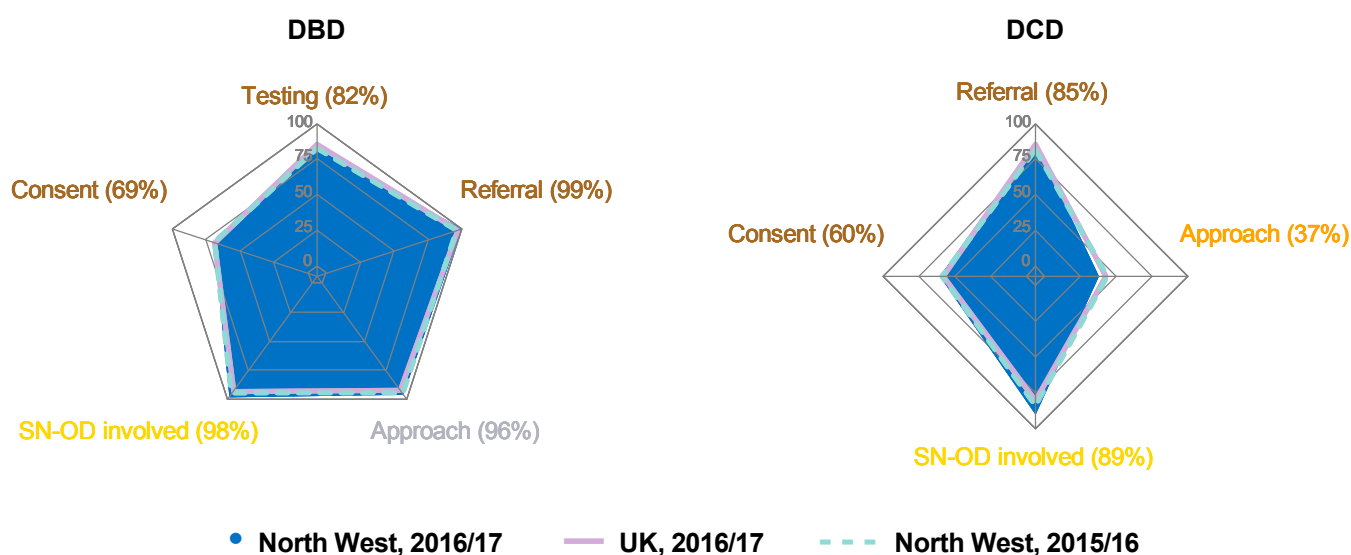 DBD
DCD
Testing (82%)
100
75
50
25
0
Consent (69%)
Referral (99%)
SN-OD involved (98%)
Approach (96%)
Referral (85%)
100
75
50
25
0
Consent (60%)
Approach (37%)
SN-OD involved (89%)
North West, 2016/17
UK, 2016/17
North West, 2015/16